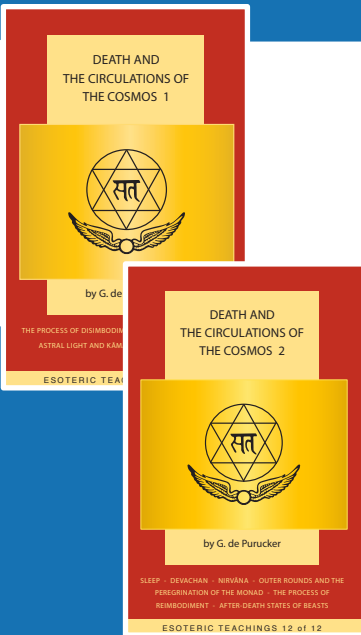 DEATH AND
THE CIRCULATIONS OF
THE COSMOS 1
सत्
by G. de
THE PROCESS OF DISIMBODIM
ASTRAL LIGHT AND KĀM
ESOTERIC TEAC
DEATH AND
THE CIRCULATIONS OF
THE COSMOS 2
सत्
by G. de Purucker
SLEEP - DEVACHAN - NIRVĀNA - OUTER ROUNDS AND THE
PEREGRINATION OF THE MONAD - THE PROCESS OF
REIMBODIMENT - AFTER-DEATH STATES OF BEASTS
ESOTERIC TEACHINGS 12 of 12